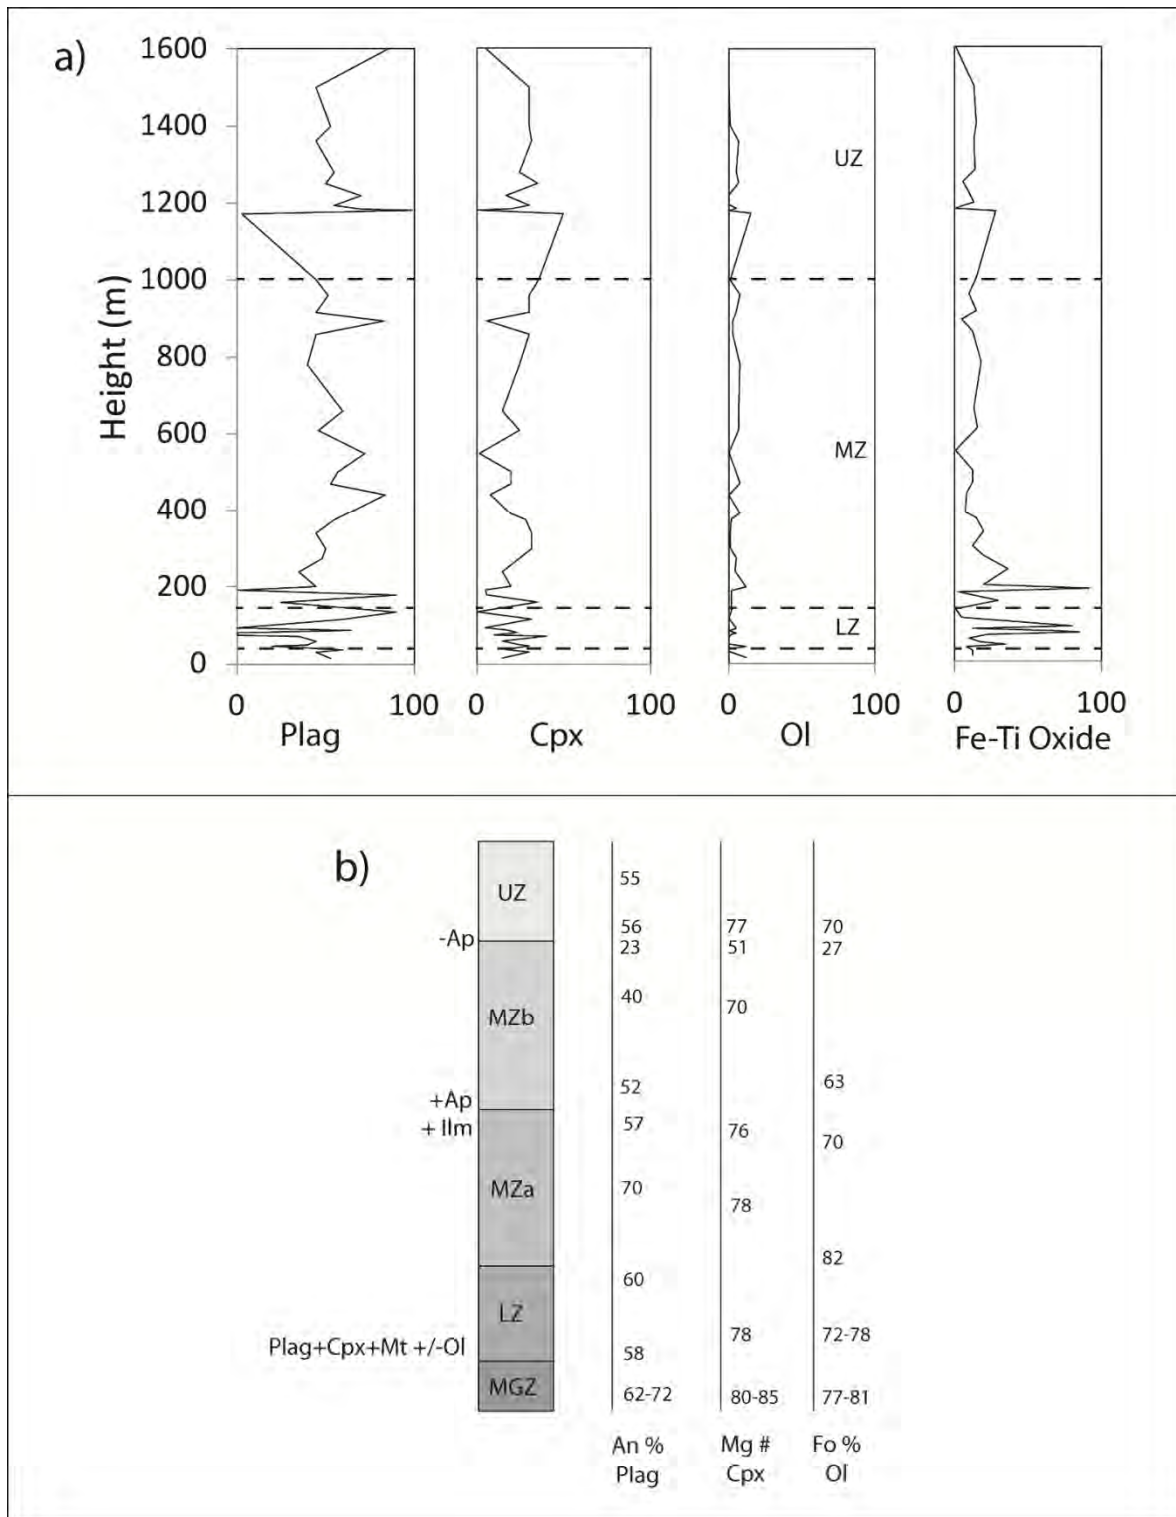 a)
1600
1400
1200
1000
800
600
400
200
0
Height (m)
UZ
MZ
LZ
0 100 0 100 0 100 0 100
Plag Cpx Ol Fe-Ti Oxide
b)
UZ
-Ap
MZb
+Ap
+ Ilm
MZa
LZ
Plag+Cpx+Mt +/-Ol
MGZ
55
56 77 70
23 51 27
40 70
52 63
57 76 70
70 78
82
60
78 72-78
58
62-72 80-85 77-81
An % Mg # Fo %
Plag Cpx Ol